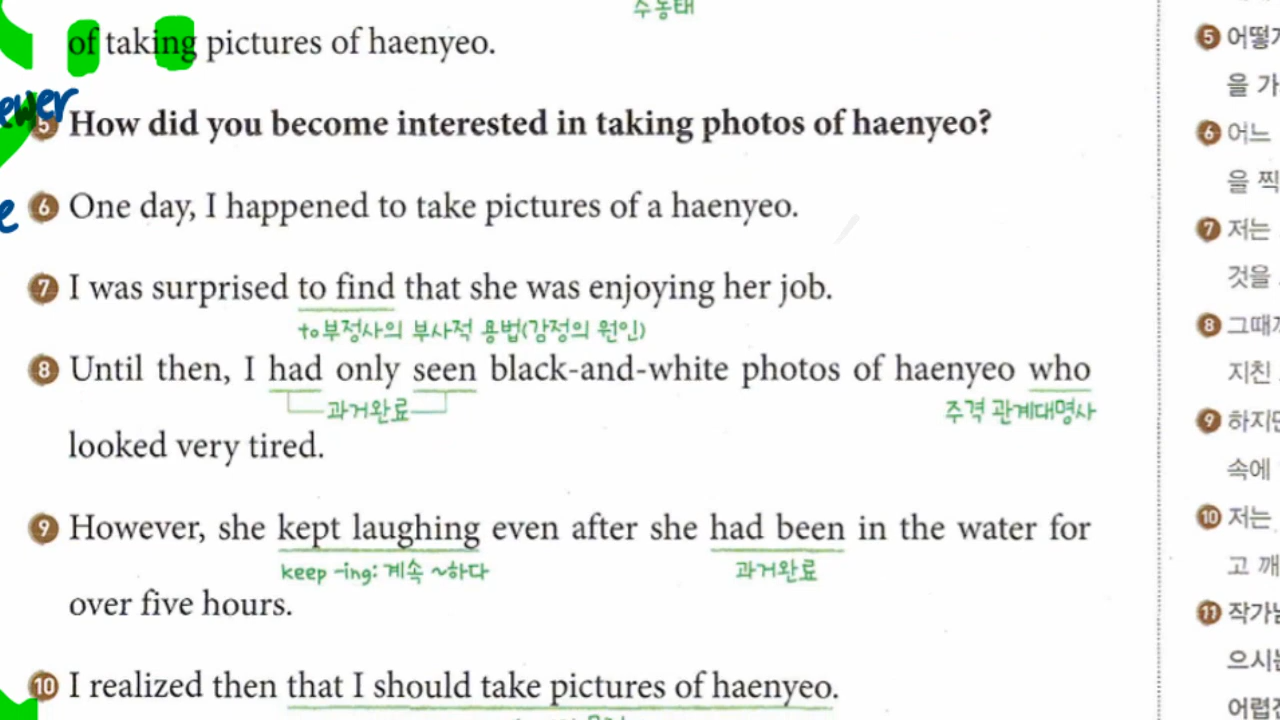 수동태
of taking pictures of haenyeo.
ewer
5 How did you become interested in taking photos of haenyeo?
6 One day, I happened to take pictures of a haenyeo.
7 I was surprised to find that she was enjoying her job.
to부정사의 부사적 용법(감정의 원인)
8 Until then, I had only seen black-and-white photos of haenyeo who
과거완료 주격 관계대명사
looked very tired.
9 However, she kept laughing even after she had been in the water for
keep -ing: 계속 ~하다 과거완료
over five hours.
10 I realized then that I should take pictures of haenyeo.
5 어떻게
을 가
6 어느
을 찍
7 저는
것을
8 그때까
지친
9 하지만
속에
10 저는
고 깨
11 작가님
으시는
어렵